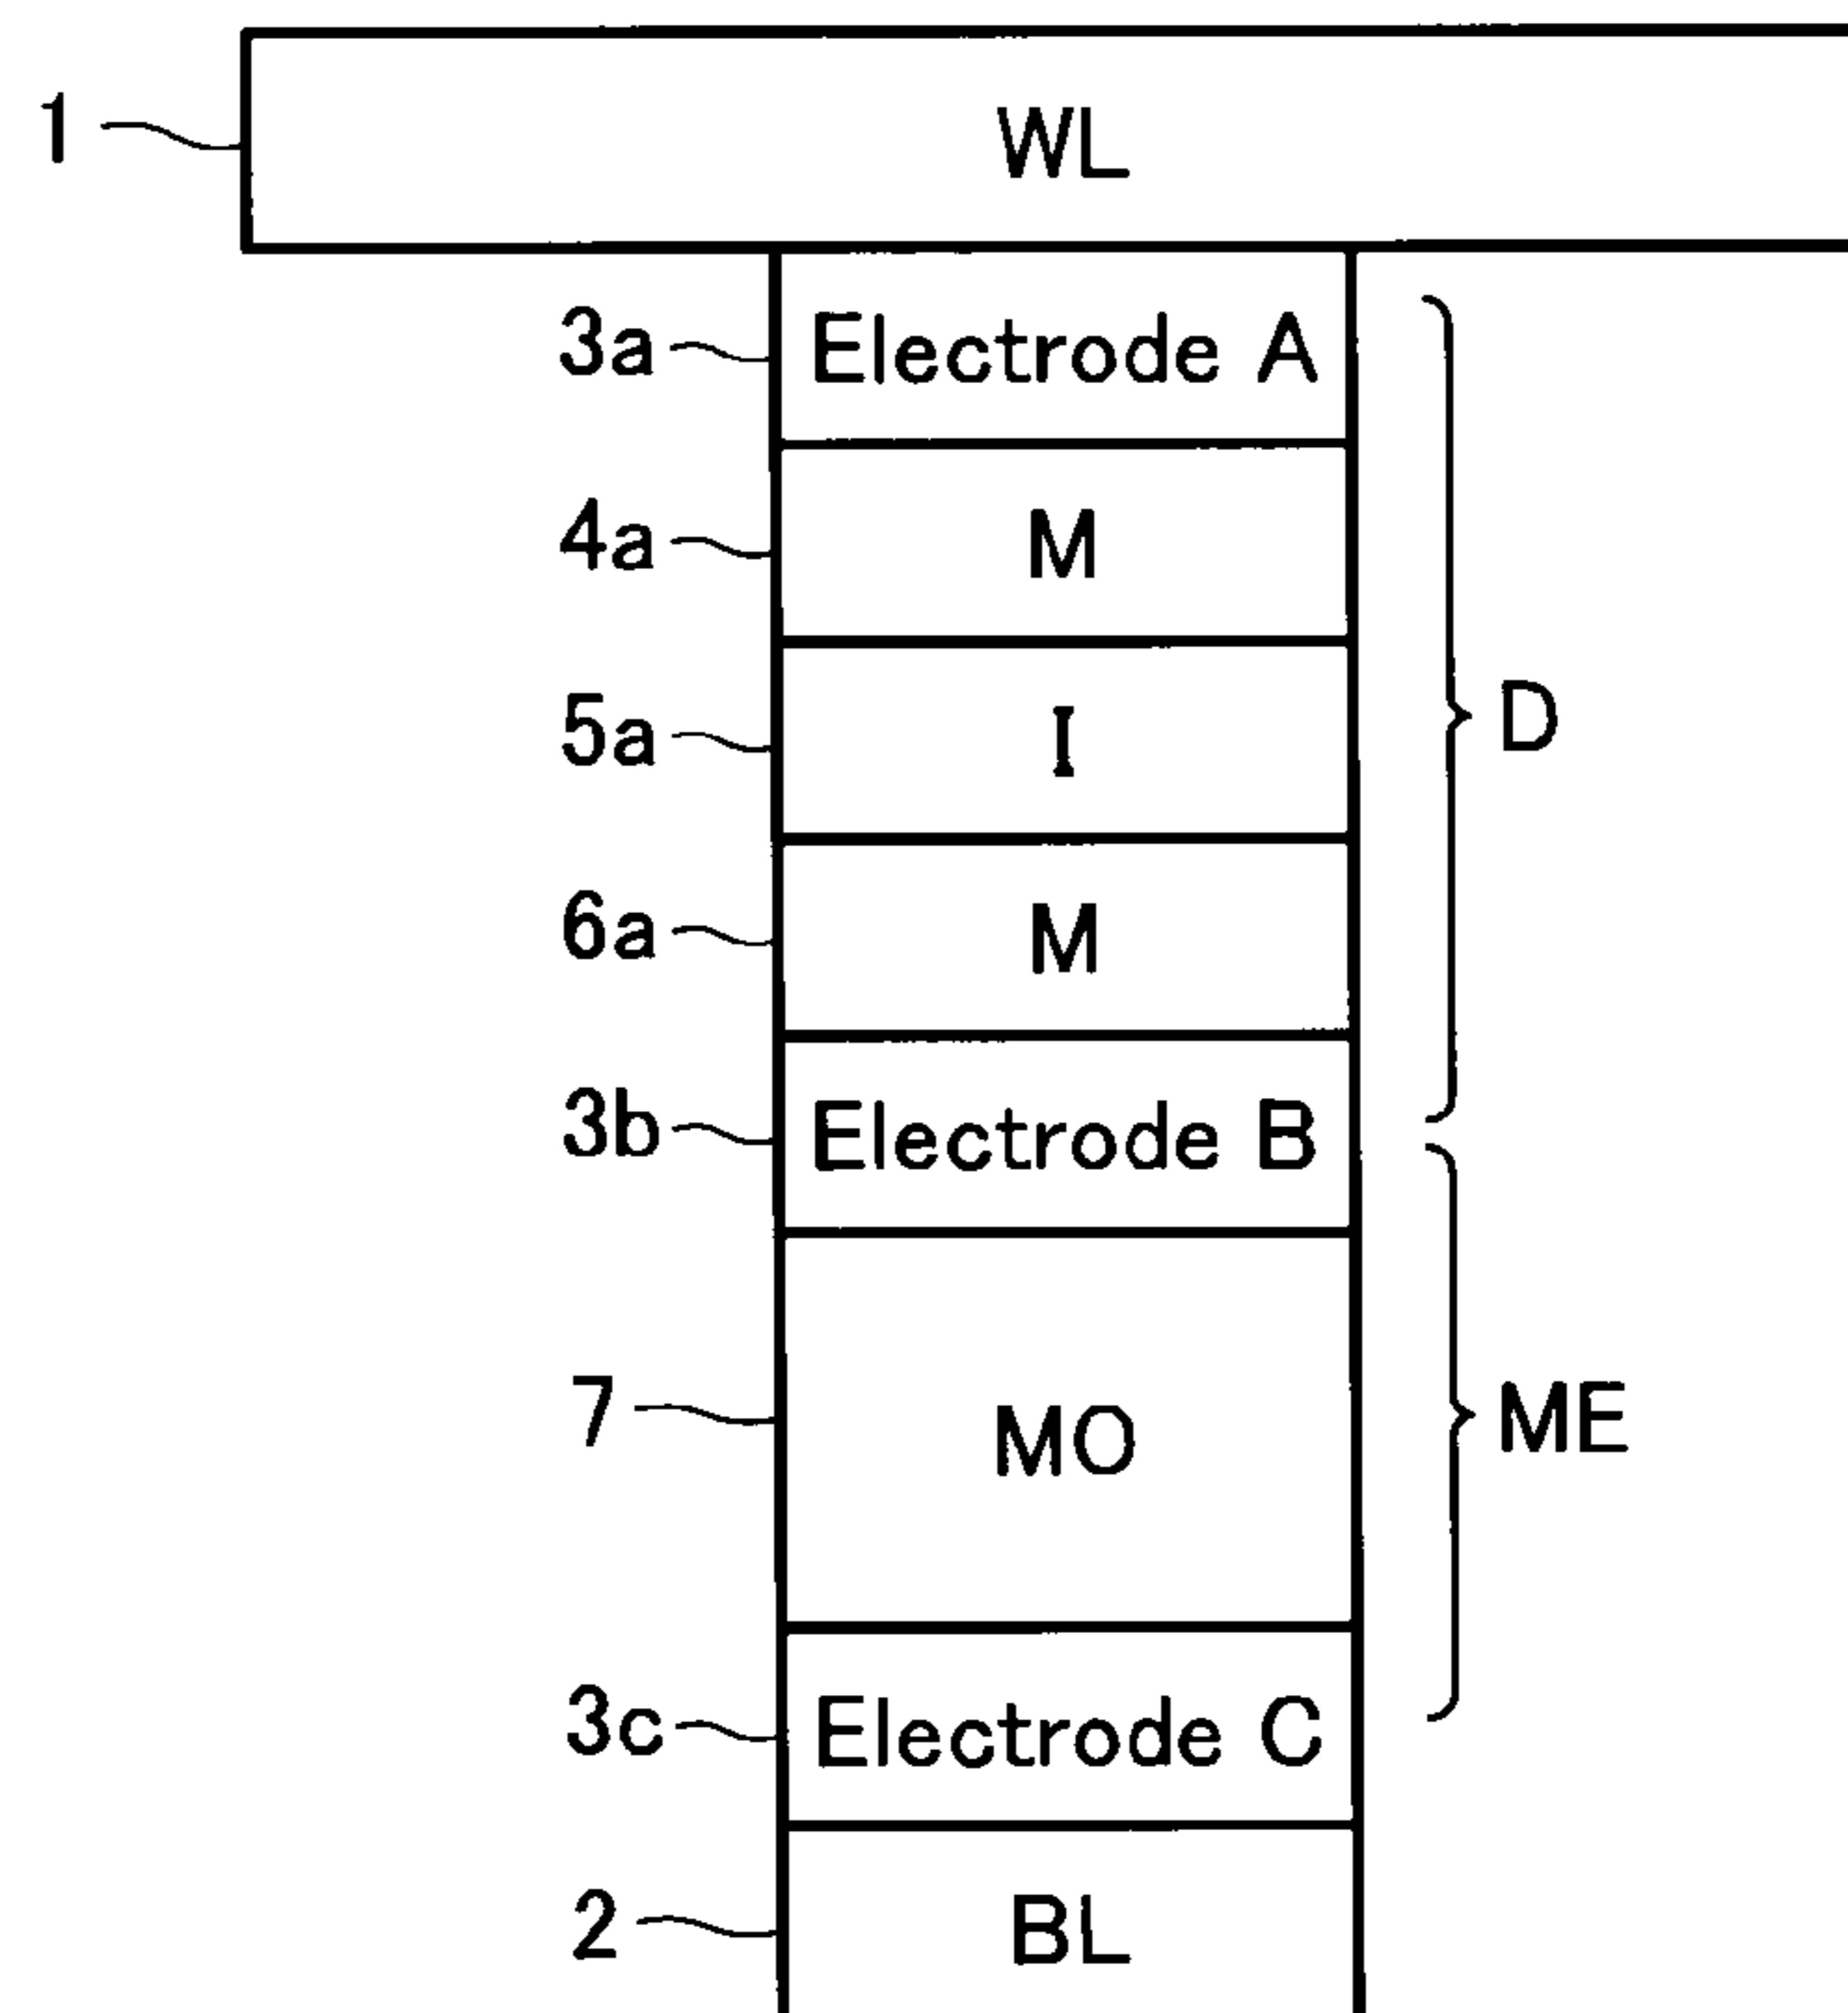 1 WL
3a Electrode A
4a M
5a I D
6a M
3b Electrode B
7 MO ME
3c Electrode C
2 BL